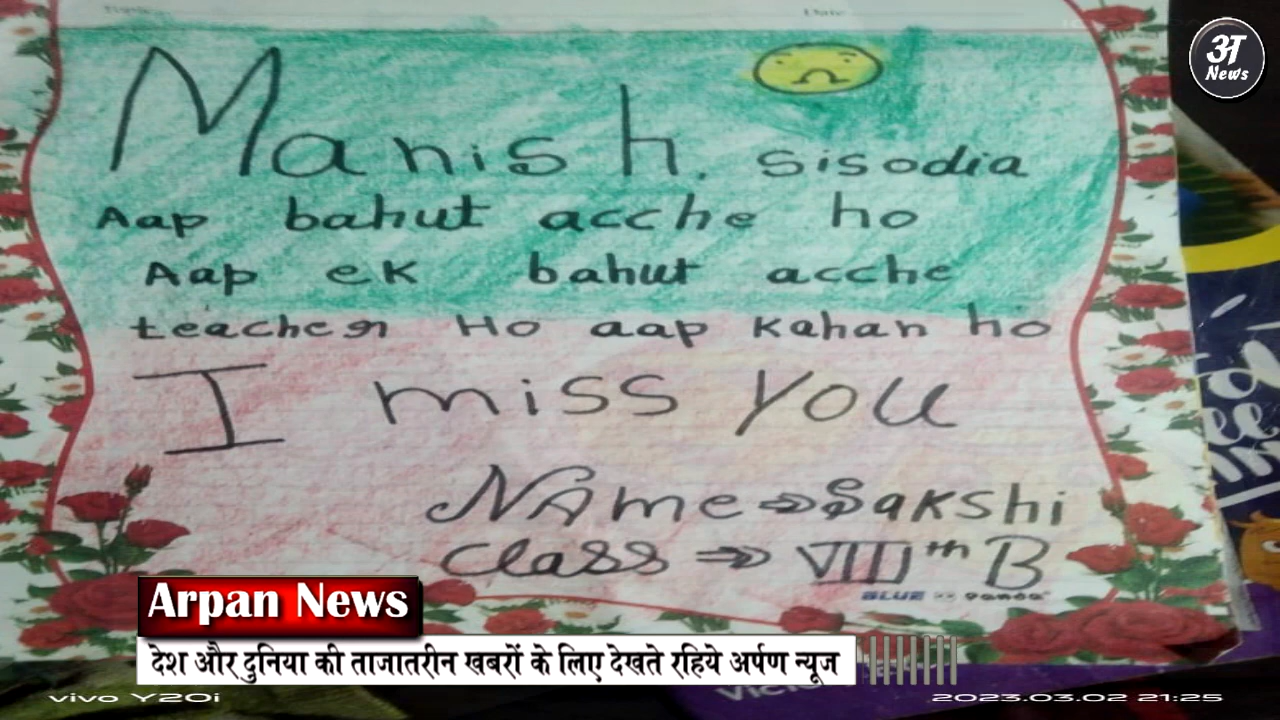 Date
अ
News
Manish. Sisodia
Aap bahut acche ho
Aap ek bahut acche
teacher Ho aap kahan ho
I miss you
NAme ⇒ Sakshi
Class ⇒ VIIIth B
BLUE
Arpan News
देश और दुनिया की ताजातरीन खबरों के लिए देखते रहिये अर्पण न्यूज
vivo Y20i
2023.03.02 21:25